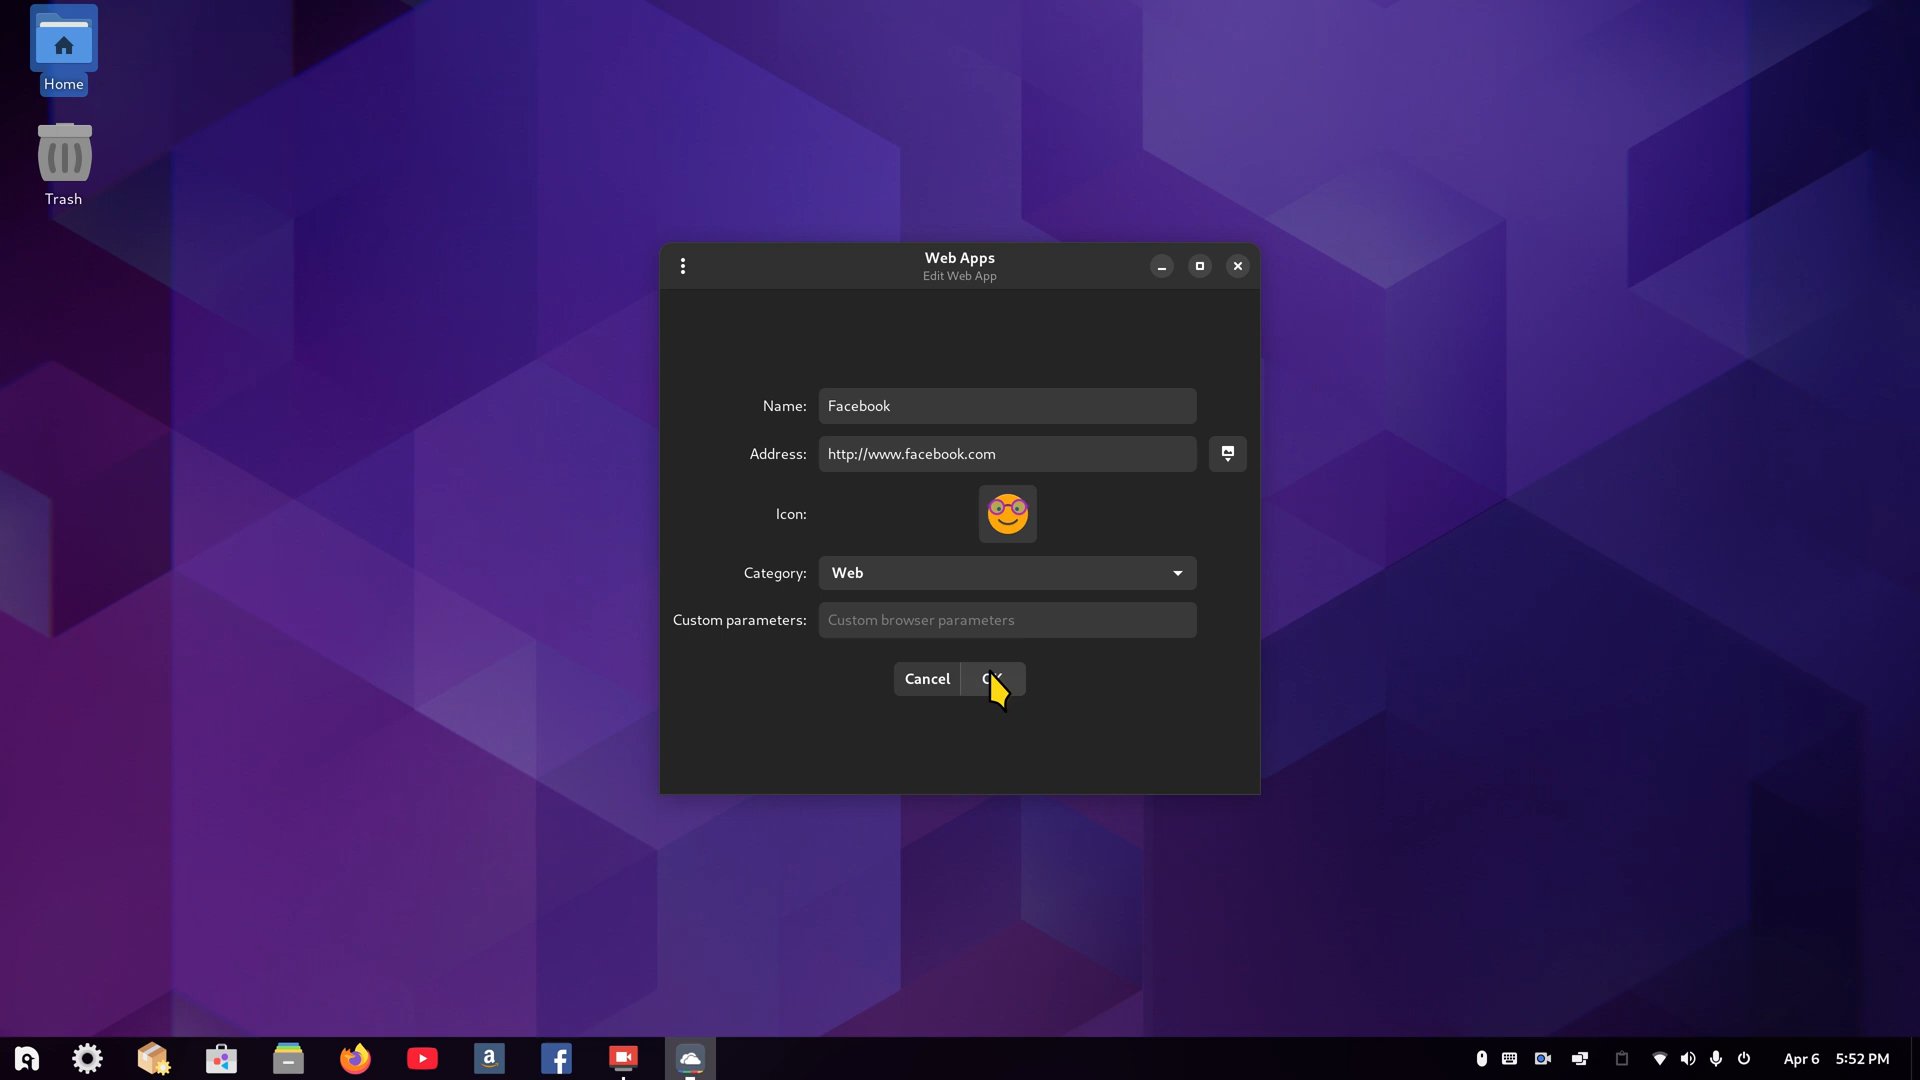 Home
Trash
Web Apps
Edit Web App
Name: Facebook
Address: http://www.facebook.com
Icon:
Category: Web
Custom parameters: Custom browser parameters
Cancel
Apr 6 5:52 PM